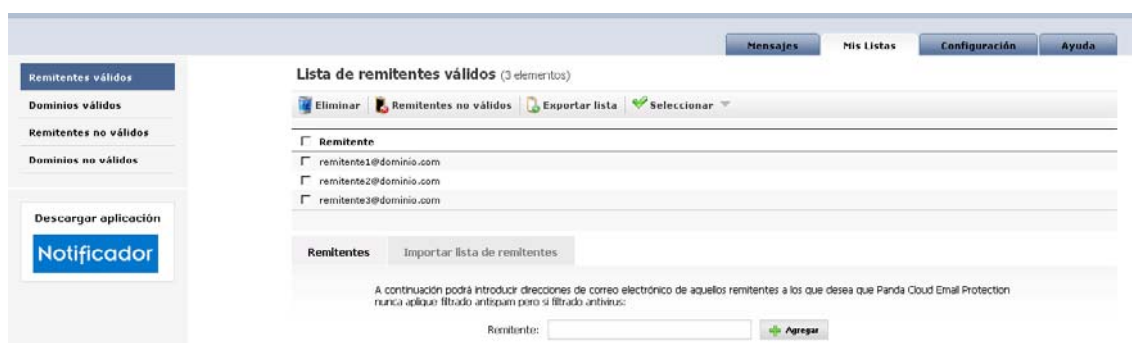 Mensajes Mis Listas Configuración Ayuda
Remitentes válidos
Dominios válidos
Remitentes no válidos
Dominios no válidos
Descargar aplicación
Notificador
Lista de remitentes válidos (3 elementos)
Eliminar Remitentes no válidos Exportar lista Seleccionar
Remitente
remitente1@dominio.com
remitente2@dominio.com
remitente3@dominio.com
Remitentes Importar lista de remitentes
A continuación podrá introducir direcciones de correo electrónico de aquellos remitentes a los que desea que Panda Cloud Email Protection
nunca aplique filtrado antispam pero si filtrado antivirus:
Remitente: Agregar